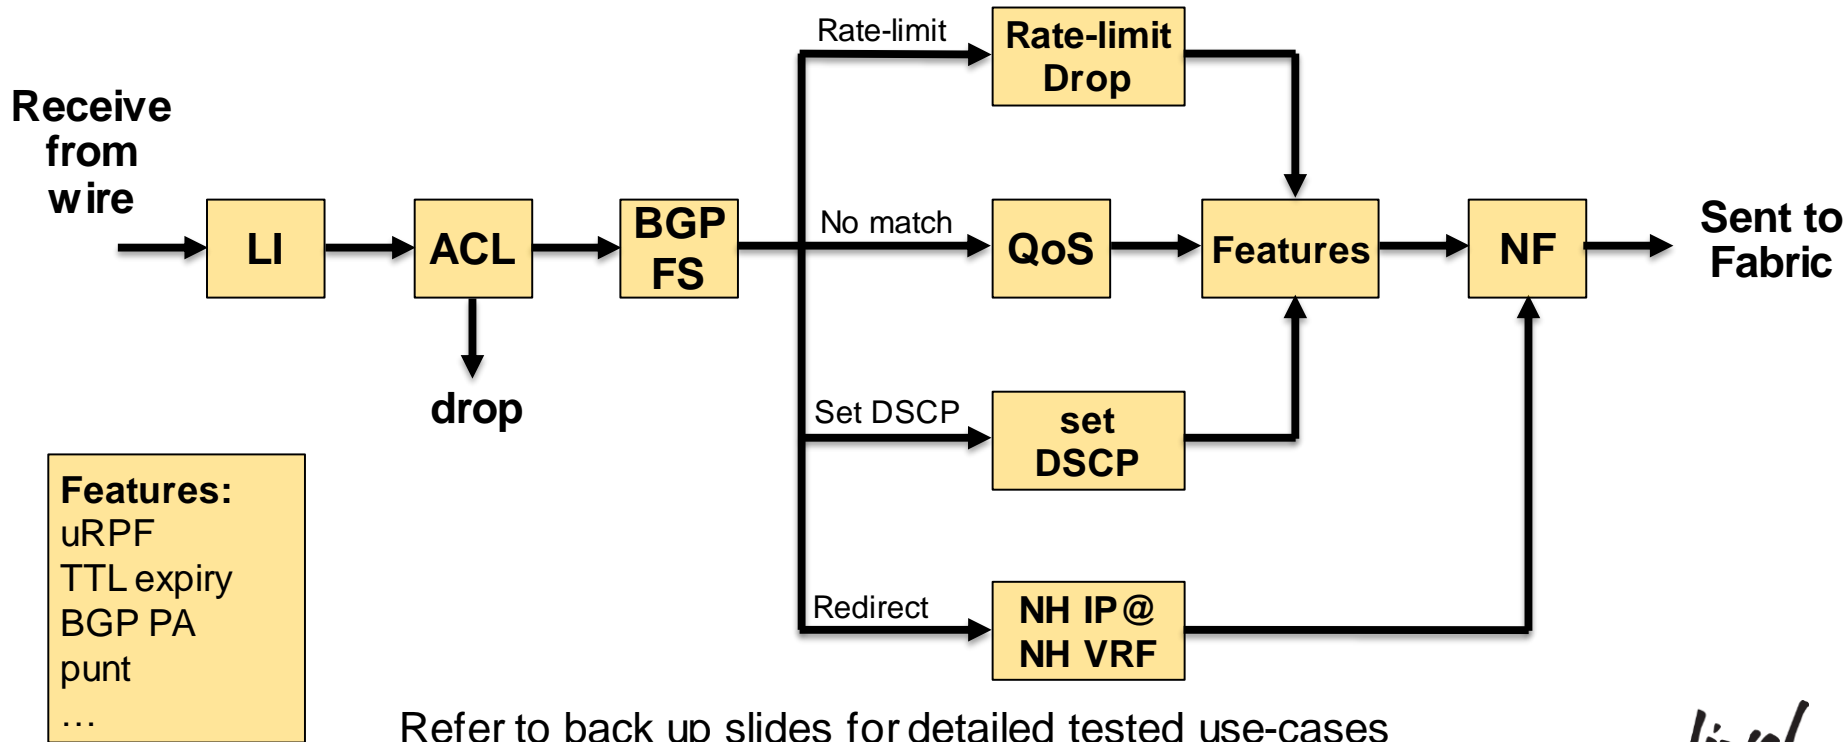 Receive
from
wire
LI
ACL
drop
BGP
FS
Rate-limit
Rate-limit
Drop
No match
QoS
Features
NF
Sent to
Fabric
Set DSCP
set
DSCP
Redirect
NH IP@
NH VRF
Features:
uRPF
TTL expiry
BGP PA
punt
…
Refer to back up slides for detailed tested use-cases